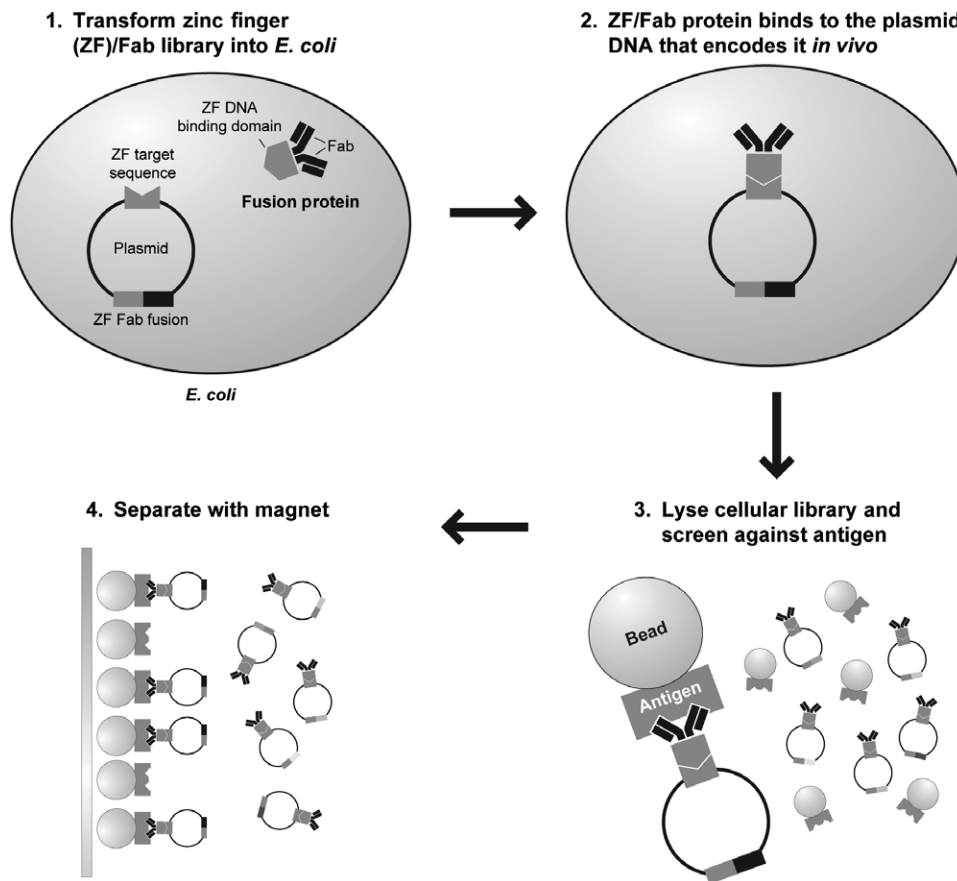 1. Transform zinc finger
(ZF)/Fab library into E. coli
2. ZF/Fab protein binds to the plasmid
DNA that encodes it in vivo
ZF DNA
binding domain
Fab
ZF target
sequence
Fusion protein
Plasmid
ZF Fab fusion
E. coli
4. Separate with magnet
3. Lyse cellular library and
screen against antigen
Bead
Antigen